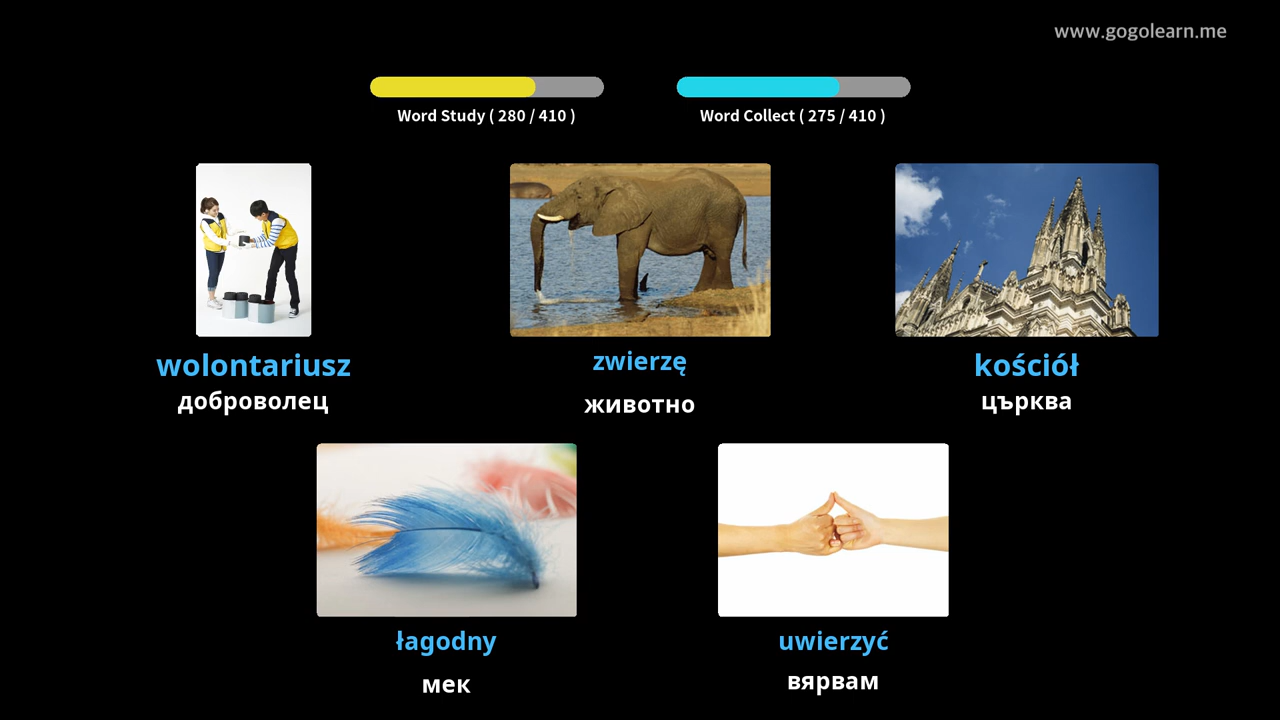 www.gogolearn.me
Word Study ( 280 / 410 )
Word Collect ( 275 / 410 )
wolontariusz
доброволец
zwierzę
животно
kościół
църква
łagodny
мек
uwierzyć
вярвам